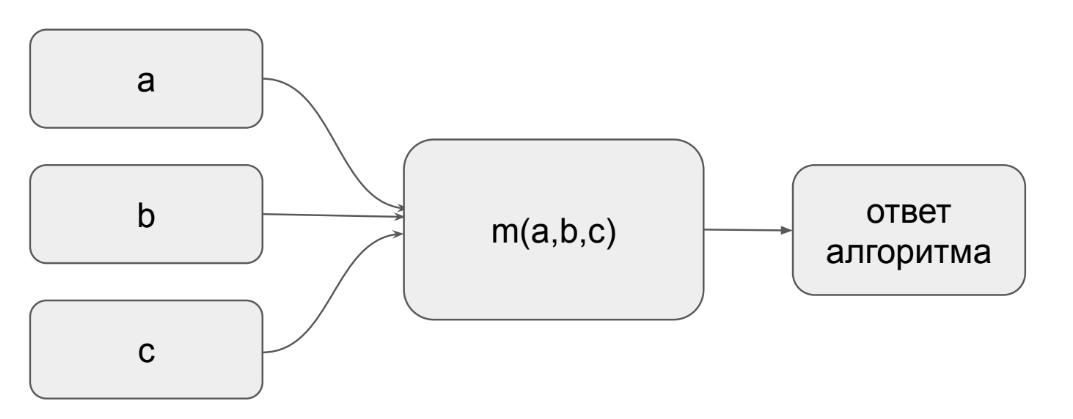 a
b
c
m(a,b,c)
ответ
алгоритма